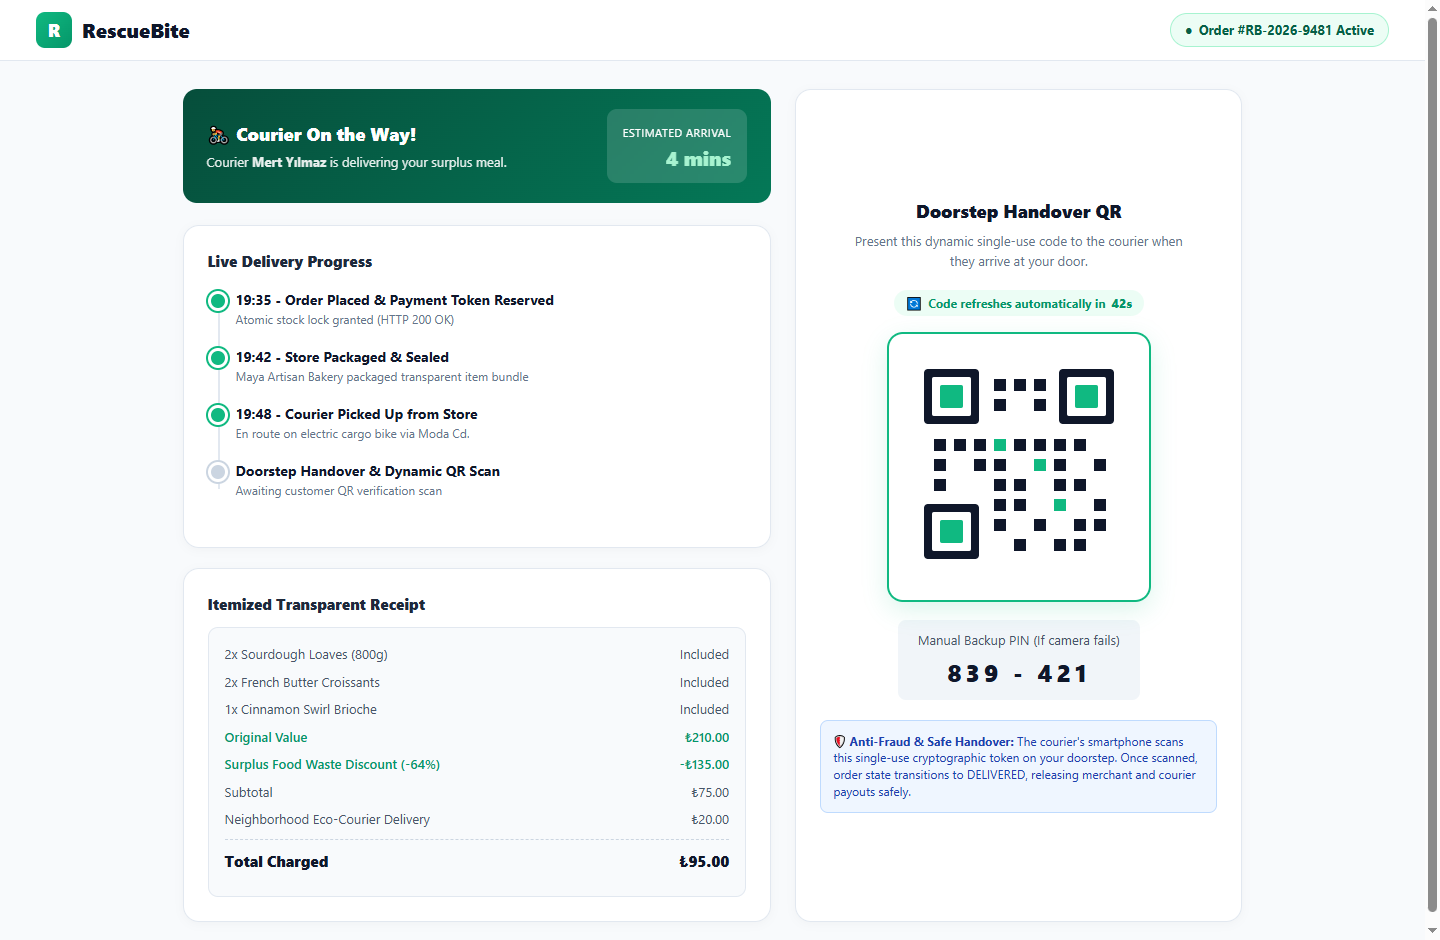 R RescueBite
● Order #RB-2026-9481 Active
🚴 Courier On the Way!
Courier Mert Yılmaz is delivering your surplus meal.
ESTIMATED ARRIVAL
4 mins
Live Delivery Progress
19:35 - Order Placed & Payment Token Reserved
Atomic stock lock granted (HTTP 200 OK)
19:42 - Store Packaged & Sealed
Maya Artisan Bakery packaged transparent item bundle
19:48 - Courier Picked Up from Store
En route on electric cargo bike via Moda Cd.
Doorstep Handover & Dynamic QR Scan
Awaiting customer QR verification scan
Itemized Transparent Receipt
2x Sourdough Loaves (800g) Included
2x French Butter Croissants Included
1x Cinnamon Swirl Brioche Included
Original Value ₺210.00
Surplus Food Waste Discount (-64%) -₺135.00
Subtotal ₺75.00
Neighborhood Eco-Courier Delivery ₺20.00
Total Charged ₺95.00
Doorstep Handover QR
Present this dynamic single-use code to the courier when
they arrive at your door.
🔄 Code refreshes automatically in 42s
Manual Backup PIN (If camera fails)
839 - 421
🛡️ Anti-Fraud & Safe Handover: The courier's smartphone scans
this single-use cryptographic token on your doorstep. Once scanned,
order state transitions to DELIVERED, releasing merchant and courier
payouts safely.